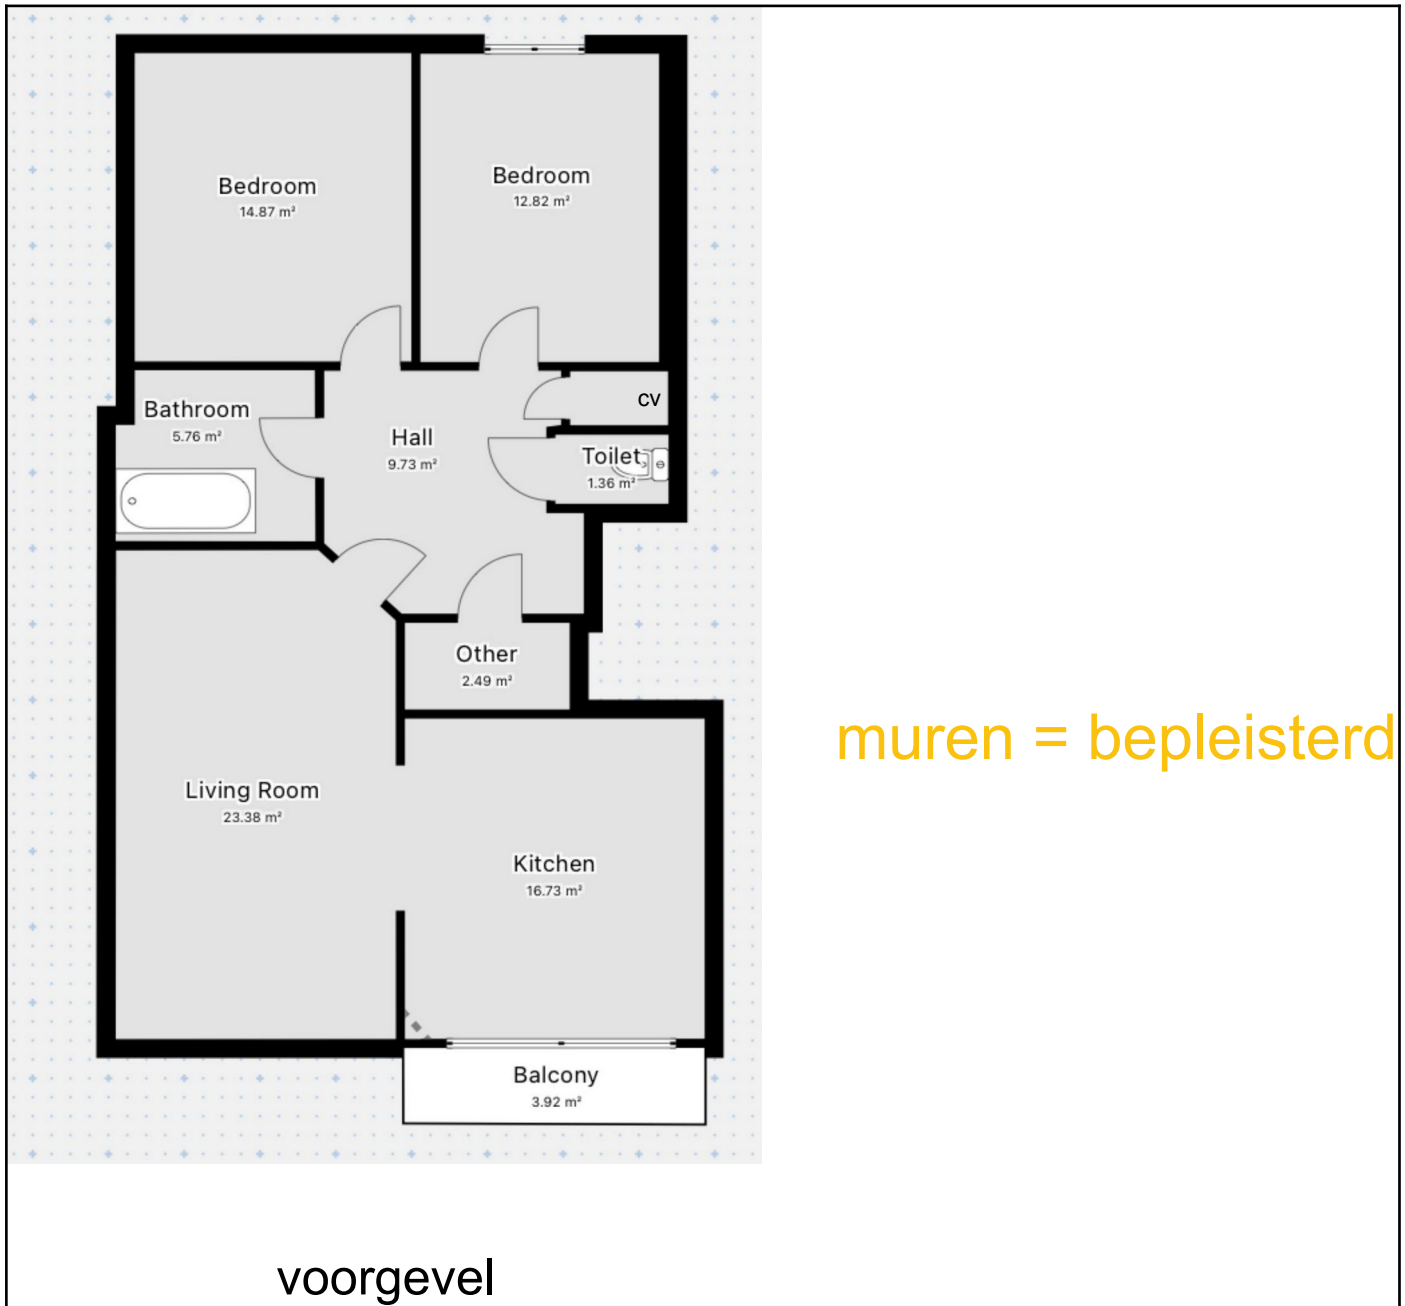 Bedroom
14.87 m²
Bedroom
12.82 m²
Bathroom
5.76 m²
Hall
9.73 m²
cv
Toilet
1.36 m²
Other
2.49 m²
muren = bepleisterd
Living Room
23.38 m²
Kitchen
16.73 m²
Balcony
3.92 m²
voorgevel